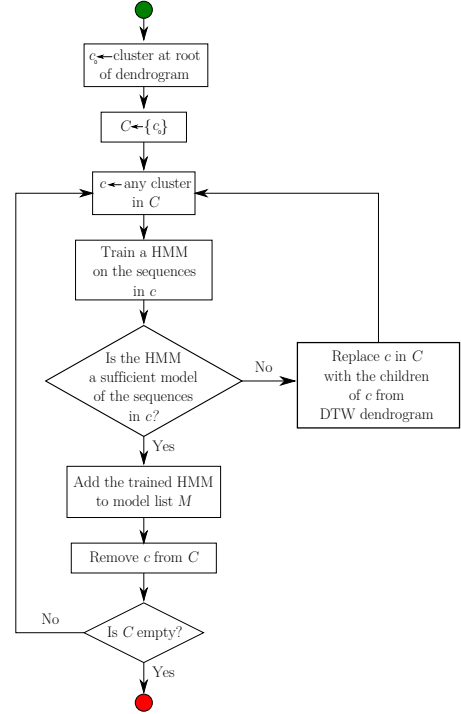 c₀←cluster at root
of dendrogram
C←{c₀}
c←any cluster
in C
Train a HMM
on the sequences
in c
Is the HMM
a sufficient model
of the sequences
in c?
No
Replace c in C
with the children
of c from
DTW dendrogram
Yes
Add the trained HMM
to model list M
Remove c from C
Is C empty?
No
Yes